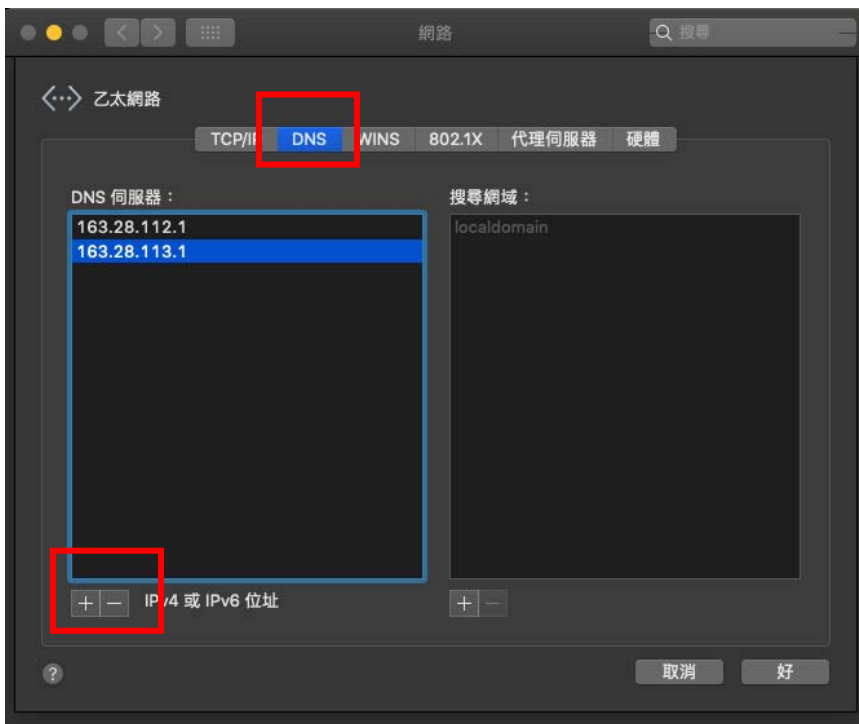 網路
搜尋
乙太網路
TCP/IP DNS WINS 802.1X 代理伺服器 硬體
DNS 伺服器：
搜尋網域：
163.28.112.1
localdomain
163.28.113.1
IPv4 或 IPv6 位址
取消
好